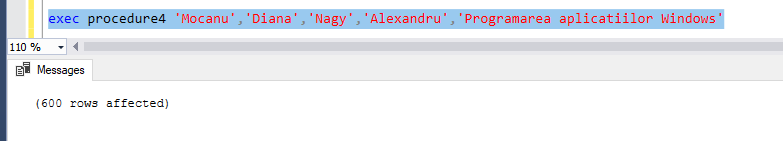 exec procedure4 'Mocanu','Diana','Nagy','Alexandru','Programarea aplicatiilor Windows'
110 %
Messages
(600 rows affected)